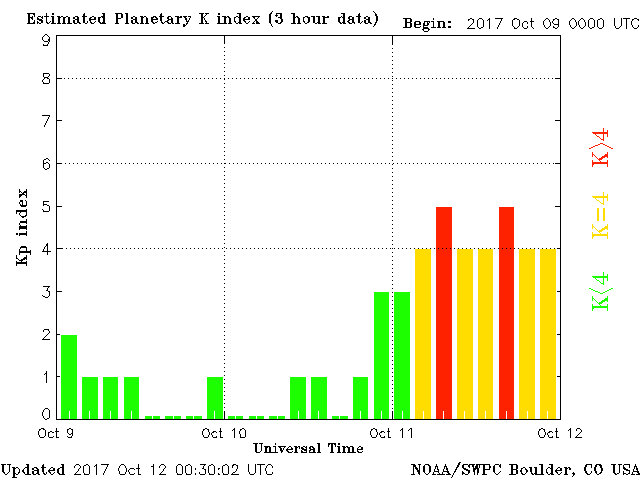 Estimated Planetary K index (3 hour data) Begin: 2017 Oct 09 0000 UTC
9
8
7
6
5
4
3
2
1
0
Kp index
K>4
K=4
K<4
Oct 9 Oct 10 Oct 11 Oct 12
Universal Time
Updated 2017 Oct 12 00:30:02 UTC NOAA/SWPC Boulder, CO USA